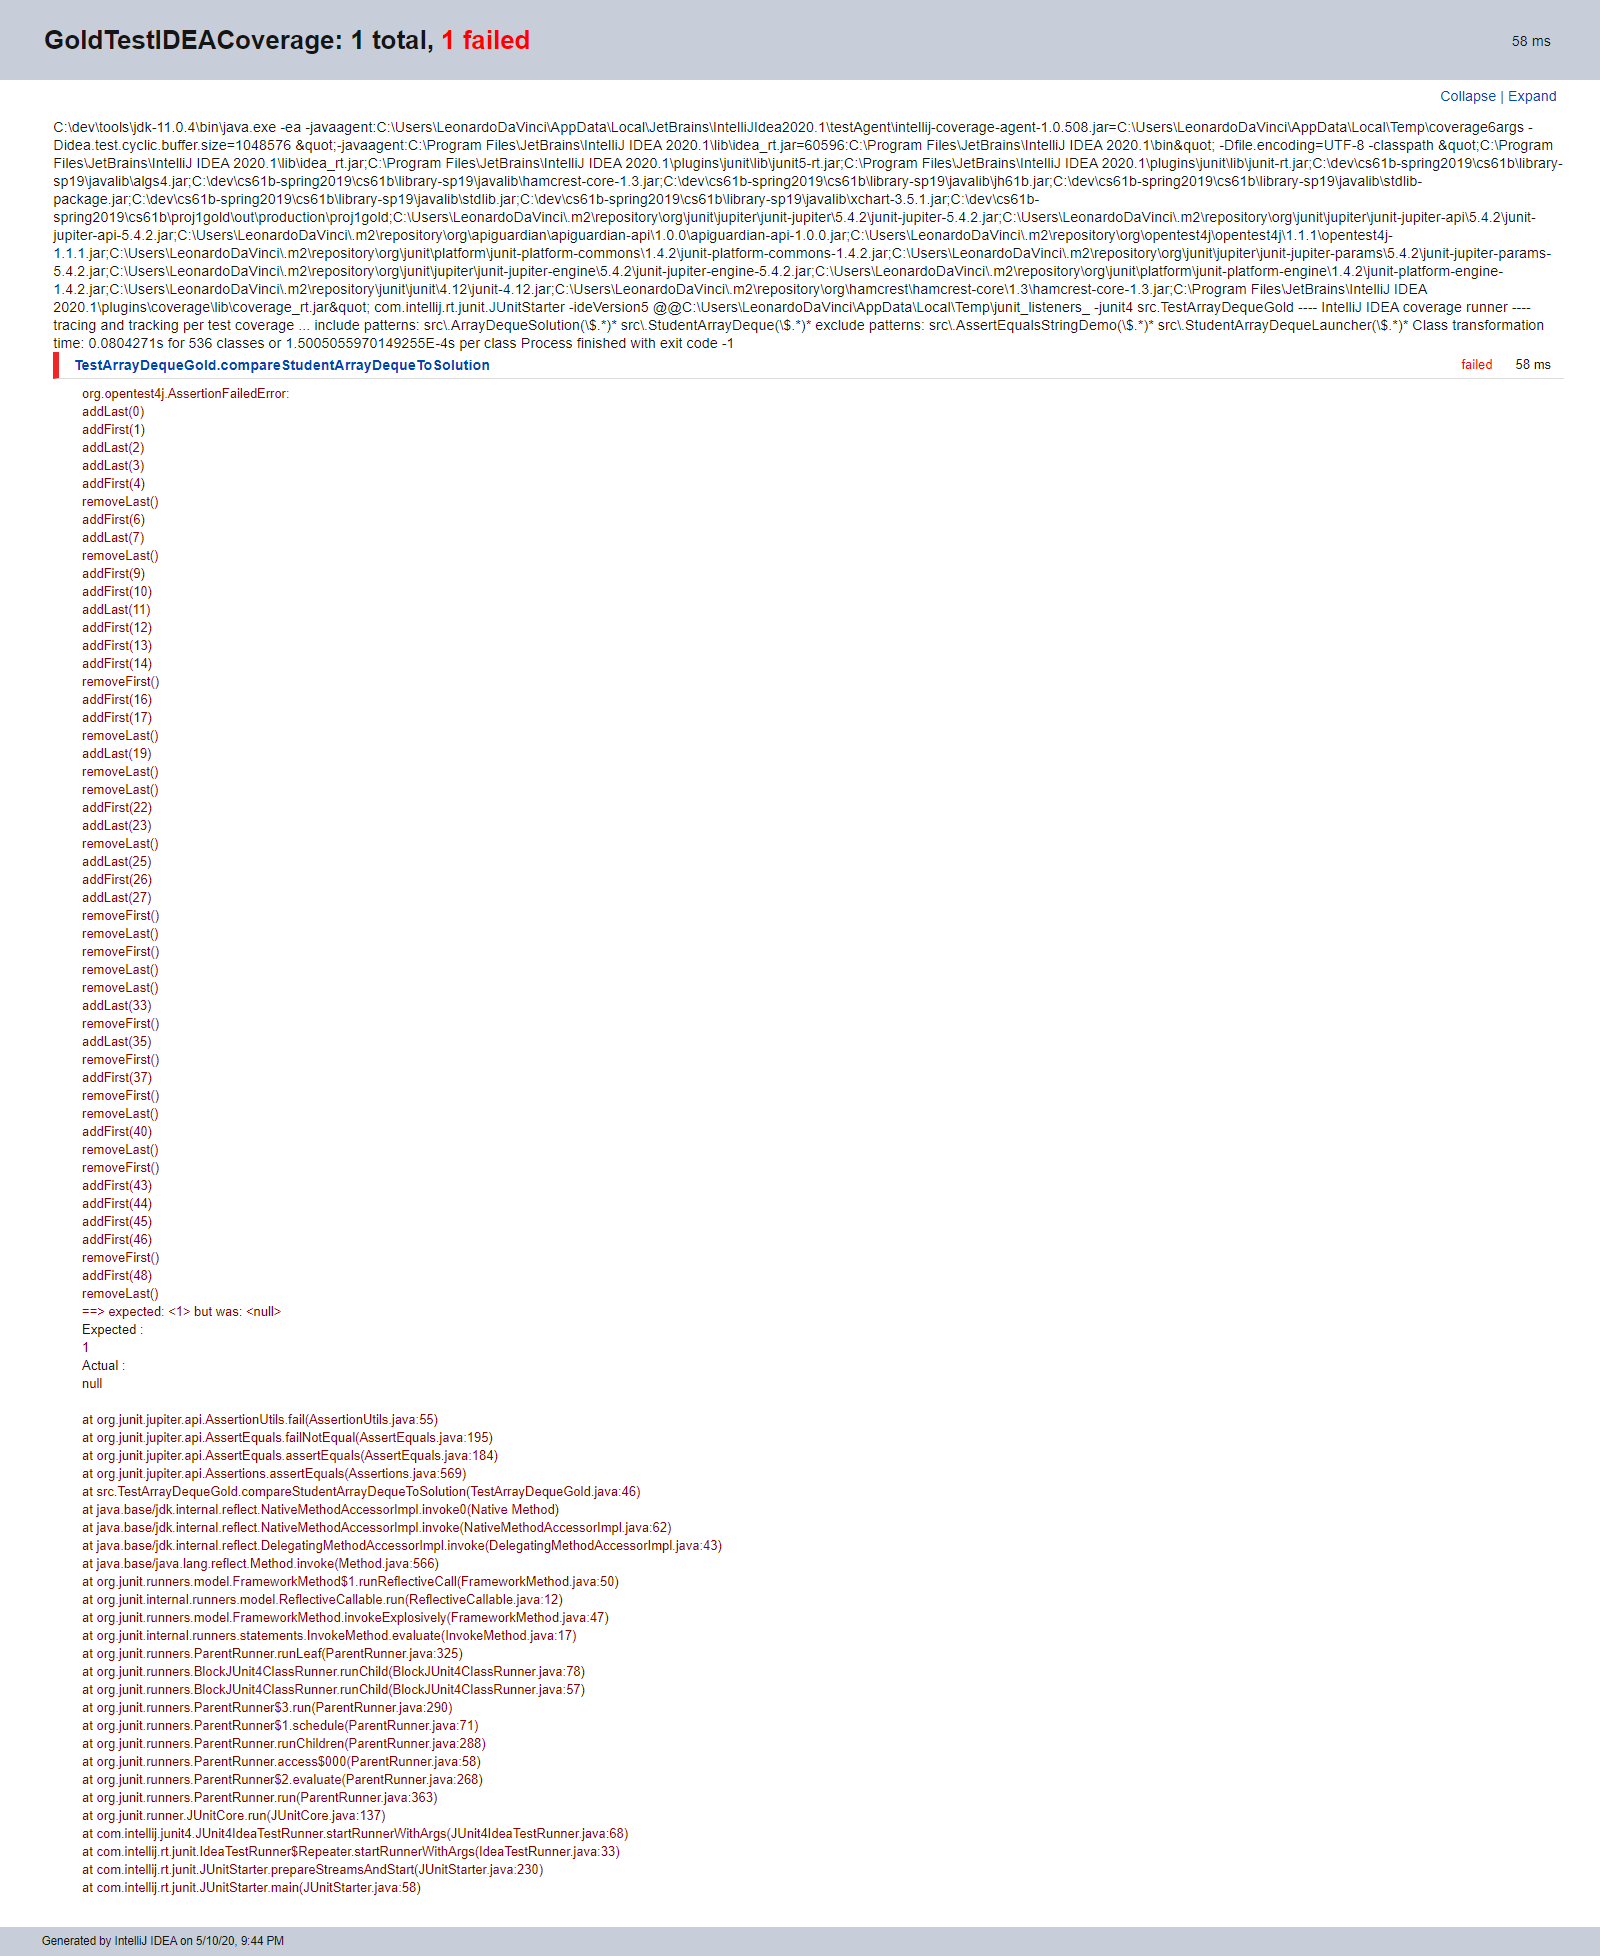 GoldTestIDEACoverage: 1 total, 1 failed
58 ms
Collapse | Expand
C:\dev\tools\jdk-11.0.4\bin\java.exe -ea -javaagent:C:\Users\LeonardoDaVinci\AppData\Local\JetBrains\IntelliJIdea2020.1\testAgent\intellij-coverage-agent-1.0.508.jar=C:\Users\LeonardoDaVinci\AppData\Local\Temp\coverage6args -
Didea.test.cyclic.buffer.size=1048576 &quot;-javaagent:C:\Program Files\JetBrains\IntelliJ IDEA 2020.1\lib\idea_rt.jar=60596:C:\Program Files\JetBrains\IntelliJ IDEA 2020.1\bin&quot; -Dfile.encoding=UTF-8 -classpath &quot;C:\Program
Files\JetBrains\IntelliJ IDEA 2020.1\lib\idea_rt.jar;C:\Program Files\JetBrains\IntelliJ IDEA 2020.1\plugins\junit\lib\junit5-rt.jar;C:\Program Files\JetBrains\IntelliJ IDEA 2020.1\plugins\junit\lib\junit-rt.jar;C:\dev\cs61b-spring2019\cs61b\library-
sp19\javalib\algs4.jar;C:\dev\cs61b-spring2019\cs61b\library-sp19\javalib\hamcrest-core-1.3.jar;C:\dev\cs61b-spring2019\cs61b\library-sp19\javalib\jh61b.jar;C:\dev\cs61b-spring2019\cs61b\library-sp19\javalib\stdlib-
package.jar;C:\dev\cs61b-spring2019\cs61b\library-sp19\javalib\stdlib.jar;C:\dev\cs61b-spring2019\cs61b\library-sp19\javalib\xchart-3.5.1.jar;C:\dev\cs61b-
spring2019\cs61b\proj1gold\out\production\proj1gold;C:\Users\LeonardoDaVinci\.m2\repository\org\junit\jupiter\junit-jupiter\5.4.2\junit-jupiter-5.4.2.jar;C:\Users\LeonardoDaVinci\.m2\repository\org\junit\jupiter\junit-jupiter-api\5.4.2\junit-
jupiter-api-5.4.2.jar;C:\Users\LeonardoDaVinci\.m2\repository\org\apiguardian\apiguardian-api\1.0.0\apiguardian-api-1.0.0.jar;C:\Users\LeonardoDaVinci\.m2\repository\org\opentest4j\opentest4j\1.1.1\opentest4j-
1.1.1.jar;C:\Users\LeonardoDaVinci\.m2\repository\org\junit\platform\junit-platform-commons\1.4.2\junit-platform-commons-1.4.2.jar;C:\Users\LeonardoDaVinci\.m2\repository\org\junit\jupiter\junit-jupiter-params\5.4.2\junit-jupiter-params-
5.4.2.jar;C:\Users\LeonardoDaVinci\.m2\repository\org\junit\jupiter\junit-jupiter-engine\5.4.2\junit-jupiter-engine-5.4.2.jar;C:\Users\LeonardoDaVinci\.m2\repository\org\junit\platform\junit-platform-engine\1.4.2\junit-platform-engine-
1.4.2.jar;C:\Users\LeonardoDaVinci\.m2\repository\junit\junit\4.12\junit-4.12.jar;C:\Users\LeonardoDaVinci\.m2\repository\org\hamcrest\hamcrest-core\1.3\hamcrest-core-1.3.jar;C:\Program Files\JetBrains\IntelliJ IDEA
2020.1\plugins\coverage\lib\coverage_rt.jar&quot; com.intellij.rt.junit.JUnitStarter -ideVersion5 @@C:\Users\LeonardoDaVinci\AppData\Local\Temp\junit_listeners_ -junit4 src.TestArrayDequeGold ---- IntelliJ IDEA coverage runner ----
tracing and tracking per test coverage ... include patterns: src\.ArrayDequeSolution(\$.*)* src\.StudentArrayDeque(\$.*)* exclude patterns: src\.AssertEqualsStringDemo(\$.*)* src\.StudentArrayDequeLauncher(\$.*)* Class transformation
time: 0.0804271s for 536 classes or 1.5005055970149255E-4s per class Process finished with exit code -1
TestArrayDequeGold.compareStudentArrayDequeToSolution
failed 58 ms
org.opentest4j.AssertionFailedError:
addLast(0)
addFirst(1)
addLast(2)
addLast(3)
addFirst(4)
removeLast()
addFirst(6)
addLast(7)
removeLast()
addFirst(9)
addFirst(10)
addLast(11)
addFirst(12)
addFirst(13)
addFirst(14)
removeFirst()
addFirst(16)
addFirst(17)
removeLast()
addLast(19)
removeLast()
removeLast()
addFirst(22)
addLast(23)
removeLast()
addLast(25)
addFirst(26)
addLast(27)
removeFirst()
removeLast()
removeFirst()
removeLast()
removeLast()
addLast(33)
removeFirst()
addLast(35)
removeFirst()
addFirst(37)
removeFirst()
removeLast()
addFirst(40)
removeLast()
removeFirst()
addFirst(43)
addFirst(44)
addFirst(45)
addFirst(46)
removeFirst()
addFirst(48)
removeLast()
==> expected: <1> but was: <null>
Expected :
1
Actual :
null
at org.junit.jupiter.api.AssertionUtils.fail(AssertionUtils.java:55)
at org.junit.jupiter.api.AssertEquals.failNotEqual(AssertEquals.java:195)
at org.junit.jupiter.api.AssertEquals.assertEquals(AssertEquals.java:184)
at org.junit.jupiter.api.Assertions.assertEquals(Assertions.java:569)
at src.TestArrayDequeGold.compareStudentArrayDequeToSolution(TestArrayDequeGold.java:46)
at java.base/jdk.internal.reflect.NativeMethodAccessorImpl.invoke0(Native Method)
at java.base/jdk.internal.reflect.NativeMethodAccessorImpl.invoke(NativeMethodAccessorImpl.java:62)
at java.base/jdk.internal.reflect.DelegatingMethodAccessorImpl.invoke(DelegatingMethodAccessorImpl.java:43)
at java.base/java.lang.reflect.Method.invoke(Method.java:566)
at org.junit.runners.model.FrameworkMethod$1.runReflectiveCall(FrameworkMethod.java:50)
at org.junit.internal.runners.model.ReflectiveCallable.run(ReflectiveCallable.java:12)
at org.junit.runners.model.FrameworkMethod.invokeExplosively(FrameworkMethod.java:47)
at org.junit.internal.runners.statements.InvokeMethod.evaluate(InvokeMethod.java:17)
at org.junit.runners.ParentRunner.runLeaf(ParentRunner.java:325)
at org.junit.runners.BlockJUnit4ClassRunner.runChild(BlockJUnit4ClassRunner.java:78)
at org.junit.runners.BlockJUnit4ClassRunner.runChild(BlockJUnit4ClassRunner.java:57)
at org.junit.runners.ParentRunner$3.run(ParentRunner.java:290)
at org.junit.runners.ParentRunner$1.schedule(ParentRunner.java:71)
at org.junit.runners.ParentRunner.runChildren(ParentRunner.java:288)
at org.junit.runners.ParentRunner.access$000(ParentRunner.java:58)
at org.junit.runners.ParentRunner$2.evaluate(ParentRunner.java:268)
at org.junit.runners.ParentRunner.run(ParentRunner.java:363)
at org.junit.runner.JUnitCore.run(JUnitCore.java:137)
at com.intellij.junit4.JUnit4IdeaTestRunner.startRunnerWithArgs(JUnit4IdeaTestRunner.java:68)
at com.intellij.rt.junit.IdeaTestRunner$Repeater.startRunnerWithArgs(IdeaTestRunner.java:33)
at com.intellij.rt.junit.JUnitStarter.prepareStreamsAndStart(JUnitStarter.java:230)
at com.intellij.rt.junit.JUnitStarter.main(JUnitStarter.java:58)
Generated by IntelliJ IDEA on 5/10/20, 9:44 PM